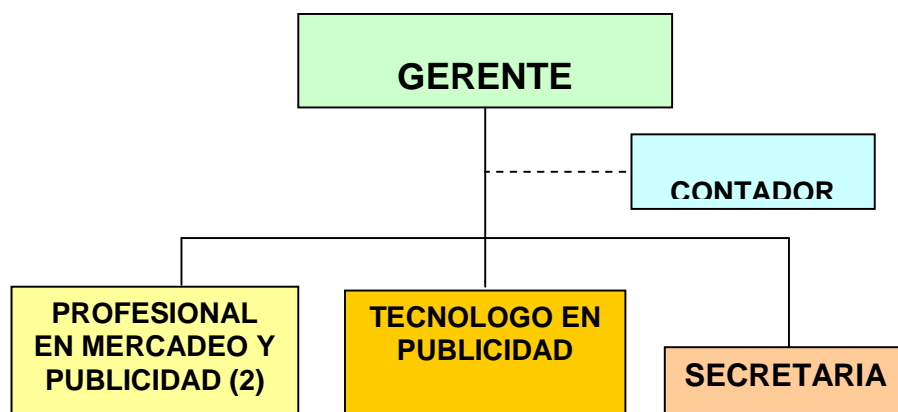 GERENTE
CONTADOR
PROFESIONAL
EN MERCADEO Y
PUBLICIDAD (2)
TECNOLOGO EN
PUBLICIDAD
SECRETARIA